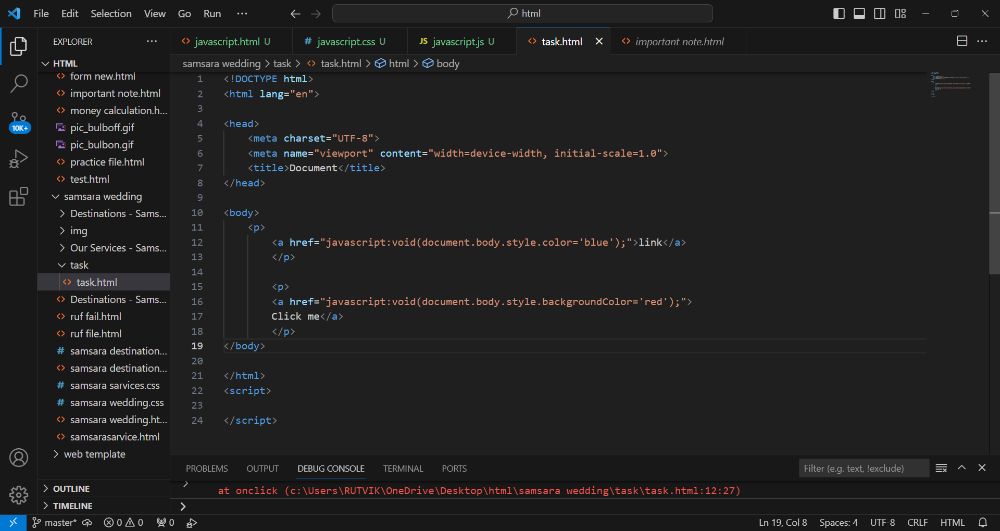 File Edit Selection View Go Run ··· html
EXPLORER ···
HTML
form new.html
important note.html
money calculation.h...
pic_bulboff.gif
pic_bulbon.gif
practice file.html
test.html
samsara wedding
Destinations - Sams...
img
Our Services - Sams...
task
task.html
Destinations - Sams...
ruf fail.html
ruf file.html
# samsara destination...
samsara destination...
# samsara sarvices.css
# samsara wedding.css
samsara wedding.ht...
samsarasarvice.html
web template
OUTLINE
TIMELINE
10K+
javascript.html U # javascript.css U JS javascript.js U task.html important note.html
samsara wedding > task > task.html > html > body
1 <!DOCTYPE html>
2 <html lang="en">
3
4 <head>
5 <meta charset="UTF-8">
6 <meta name="viewport" content="width=device-width, initial-scale=1.0">
7 <title>Document</title>
8 </head>
9
10 <body>
11 <p>
12 <a href="javascript:void(document.body.style.color='blue');">link</a>
13 </p>
14
15 <p>
16 <a href="javascript:void(document.body.style.backgroundColor='red');">
17 Click me</a>
18 </p>
19 </body>
20
21 </html>
22 <script>
23
24 </script>
PROBLEMS OUTPUT DEBUG CONSOLE TERMINAL PORTS Filter (e.g. text, !exclude)
at onclick (c:\Users\RUTVIK\OneDrive\Desktop\html\samsara wedding\task\task.html:12:27)
master* 0 0 0 Ln 19, Col 8 Spaces: 4 UTF-8 CRLF HTML